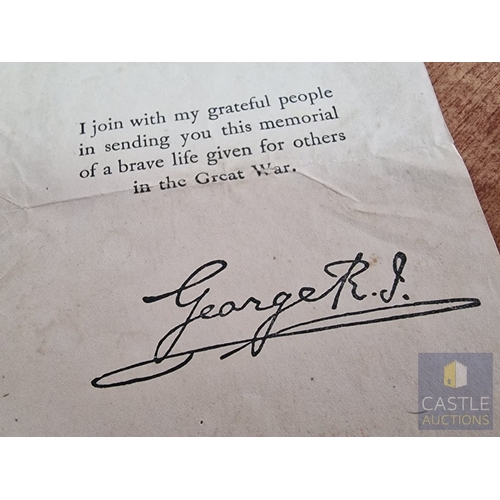 I join with my grateful people
in sending you this memorial
of a brave life given for others
in the Great War.
George R.I.
CASTLE
AUCTIONS